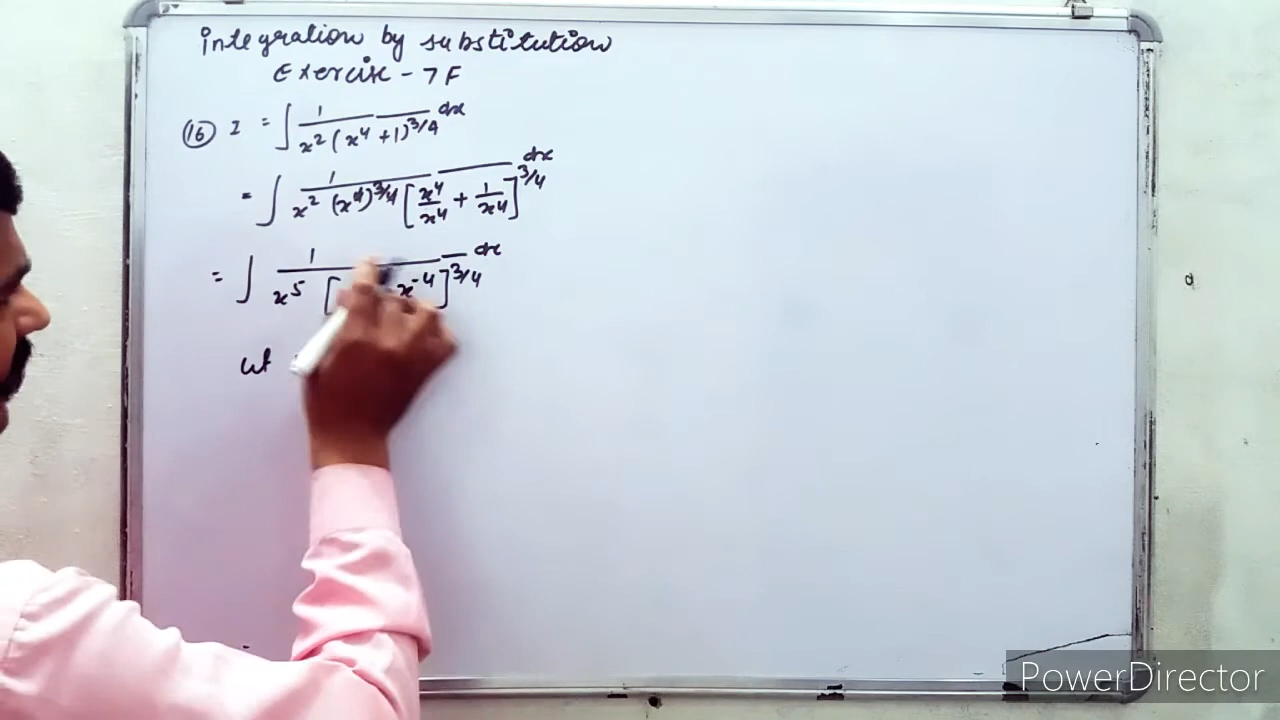 Integration by substitution
Exercise - 7F
(16) I = ∫ 1 / x² (x⁴ + 1)^3/4 dx
= ∫ 1 / x² (x⁴)^3/4 [x⁴/x⁴ + 1/x⁴]^3/4 dx
= ∫ 1 / x⁵ [ x⁻⁴]^3/4 dx
PowerDirector